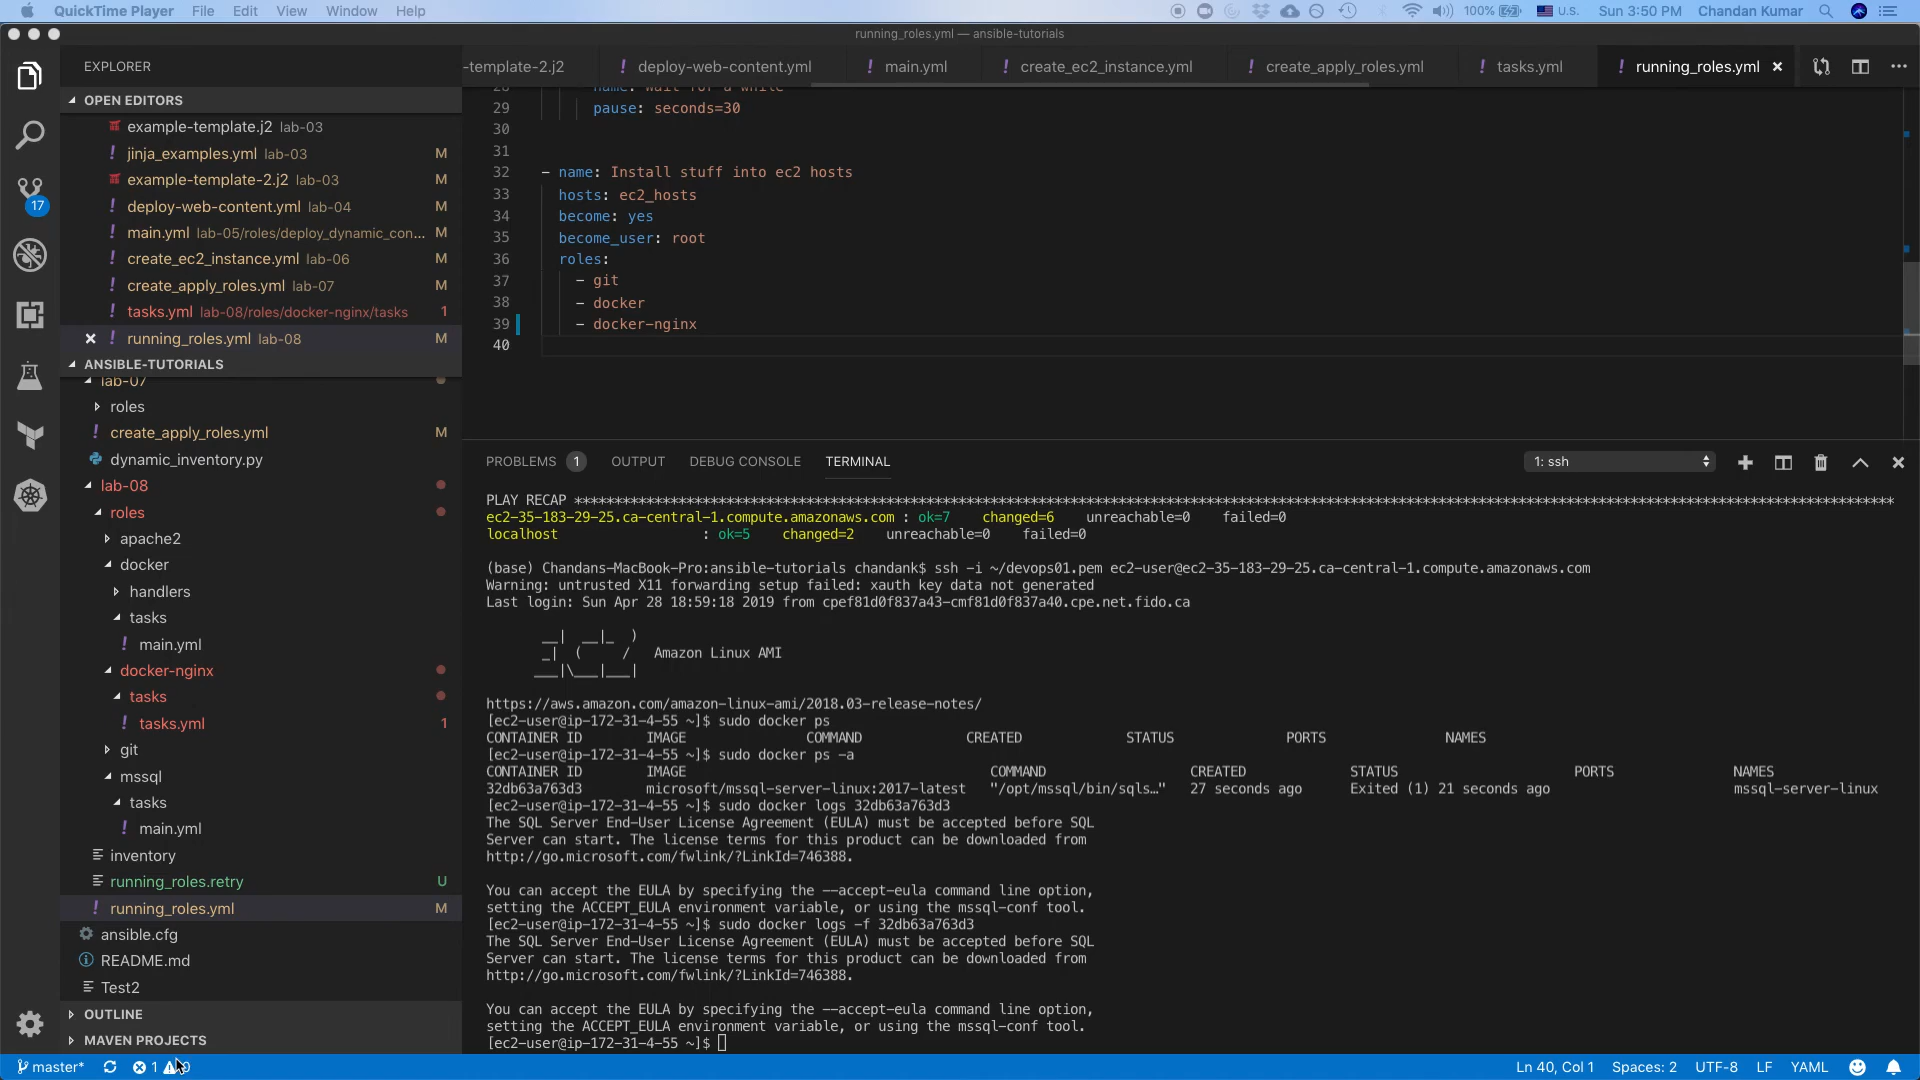 QuickTime Player File Edit View Window Help
100% U.S. Sun 3:50 PM Chandan Kumar
running_roles.yml — ansible-tutorials
EXPLORER
-template-2.j2 ! deploy-web-content.yml ! main.yml ! create_ec2_instance.yml ! create_apply_roles.yml ! tasks.yml ! running_roles.yml
OPEN EDITORS
example-template.j2 lab-03
! jinja_examples.yml lab-03 M
example-template-2.j2 lab-03 M
! deploy-web-content.yml lab-04 M
! main.yml lab-05/roles/deploy_dynamic_con... M
! create_ec2_instance.yml lab-06 M
! create_apply_roles.yml lab-07 M
! tasks.yml lab-08/roles/docker-nginx/tasks 1
! running_roles.yml lab-08 M
17
ANSIBLE-TUTORIALS
lab-07
roles
! create_apply_roles.yml M
dynamic_inventory.py
lab-08
roles
apache2
docker
handlers
tasks
! main.yml
docker-nginx
tasks
! tasks.yml 1
git
mssql
tasks
! main.yml
inventory
running_roles.retry U
! running_roles.yml M
ansible.cfg
README.md
Test2
OUTLINE
MAVEN PROJECTS
28 name: Wait for a while
29 pause: seconds=30
30
31
32 - name: Install stuff into ec2 hosts
33 hosts: ec2_hosts
34 become: yes
35 become_user: root
36 roles:
37 - git
38 - docker
39 - docker-nginx
40
PROBLEMS 1 OUTPUT DEBUG CONSOLE TERMINAL 1: ssh
PLAY RECAP
ec2-35-183-29-25.ca-central-1.compute.amazonaws.com : ok=7 changed=6 unreachable=0 failed=0
localhost : ok=5 changed=2 unreachable=0 failed=0
(base) Chandans-MacBook-Pro:ansible-tutorials chandank$ ssh -i ~/devops01.pem ec2-user@ec2-35-183-29-25.ca-central-1.compute.amazonaws.com
Warning: untrusted X11 forwarding setup failed: xauth key data not generated
Last login: Sun Apr 28 18:59:18 2019 from cpef81d0f837a43-cmf81d0f837a40.cpe.net.fido.ca
__| __|_ )
_| ( / Amazon Linux AMI
___|\___|___|
https://aws.amazon.com/amazon-linux-ami/2018.03-release-notes/
[ec2-user@ip-172-31-4-55 ~]$ sudo docker ps
CONTAINER ID IMAGE COMMAND CREATED STATUS PORTS NAMES
[ec2-user@ip-172-31-4-55 ~]$ sudo docker ps -a
CONTAINER ID IMAGE COMMAND CREATED STATUS PORTS NAMES
32db63a763d3 microsoft/mssql-server-linux:2017-latest "/opt/mssql/bin/sqls…" 27 seconds ago Exited (1) 21 seconds ago mssql-server-linux
[ec2-user@ip-172-31-4-55 ~]$ sudo docker logs 32db63a763d3
The SQL Server End-User License Agreement (EULA) must be accepted before SQL
Server can start. The license terms for this product can be downloaded from
http://go.microsoft.com/fwlink/?LinkId=746388.
You can accept the EULA by specifying the --accept-eula command line option,
setting the ACCEPT_EULA environment variable, or using the mssql-conf tool.
[ec2-user@ip-172-31-4-55 ~]$ sudo docker logs -f 32db63a763d3
The SQL Server End-User License Agreement (EULA) must be accepted before SQL
Server can start. The license terms for this product can be downloaded from
http://go.microsoft.com/fwlink/?LinkId=746388.
You can accept the EULA by specifying the --accept-eula command line option,
setting the ACCEPT_EULA environment variable, or using the mssql-conf tool.
[ec2-user@ip-172-31-4-55 ~]$
master* 1 0 Ln 40, Col 1 Spaces: 2 UTF-8 LF YAML